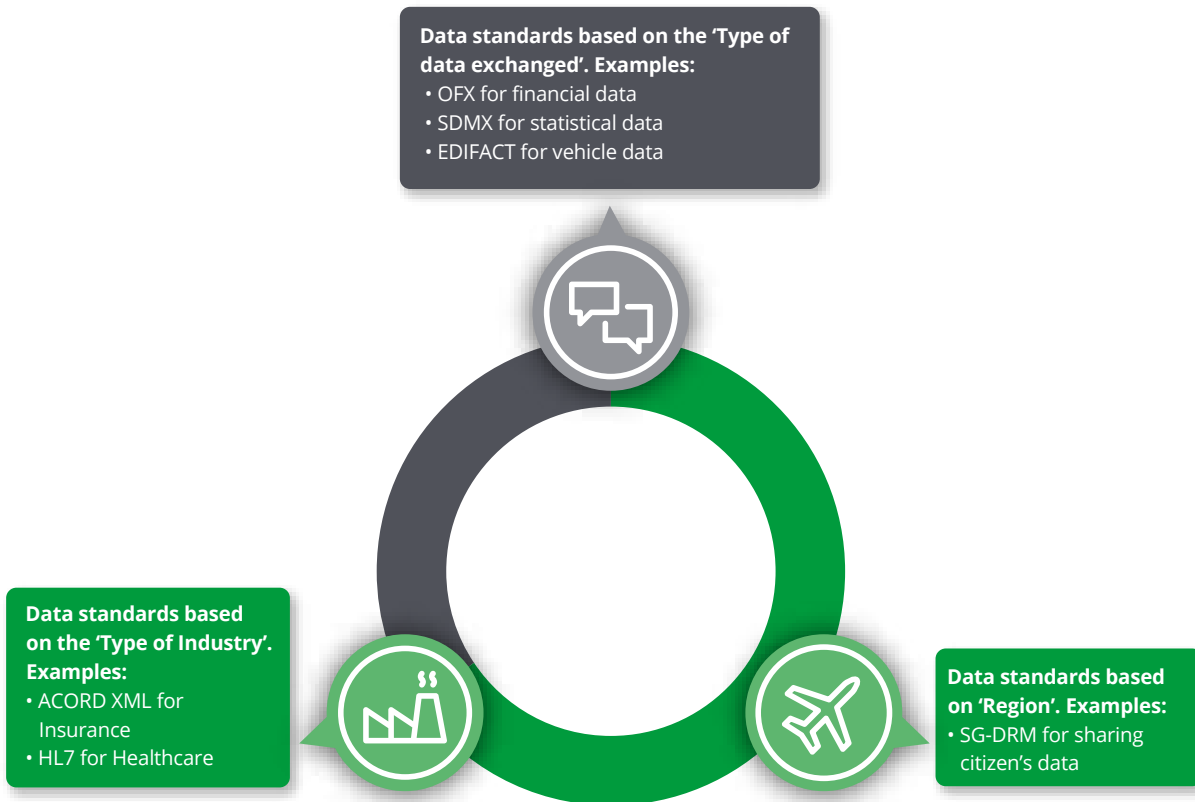 Data standards based on the ‘Type of
data exchanged’. Examples:
• OFX for financial data
• SDMX for statistical data
• EDIFACT for vehicle data
Data standards based
on the ‘Type of Industry’.
Examples:
• ACORD XML for
Insurance
• HL7 for Healthcare
Data standards based
on ‘Region’. Examples:
• SG-DRM for sharing
citizen’s data